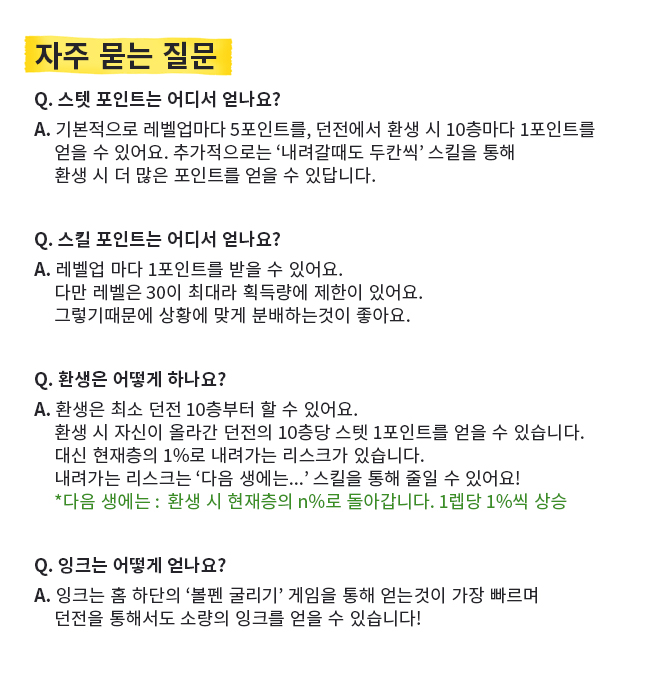 자주 묻는 질문
Q. 스텟 포인트는 어디서 얻나요?
A. 기본적으로 레벨업마다 5포인트를, 던전에서 환생 시 10층마다 1포인트를
얻을 수 있어요. 추가적으로는 ‘내려갈때도 두칸씩’ 스킬을 통해
환생 시 더 많은 포인트를 얻을 수 있답니다.
Q. 스킬 포인트는 어디서 얻나요?
A. 레벨업 마다 1포인트를 받을 수 있어요.
다만 레벨은 30이 최대라 획득량에 제한이 있어요.
그렇기때문에 상황에 맞게 분배하는것이 좋아요.
Q. 환생은 어떻게 하나요?
A. 환생은 최소 던전 10층부터 할 수 있어요.
환생 시 자신이 올라간 던전의 10층당 스텟 1포인트를 얻을 수 있습니다.
대신 현재층의 1%로 내려가는 리스크가 있습니다.
내려가는 리스크는 ‘다음 생에는...’ 스킬을 통해 줄일 수 있어요!
*다음 생에는 : 환생 시 현재층의 n%로 돌아갑니다. 1렙당 1%씩 상승
Q. 잉크는 어떻게 얻나요?
A. 잉크는 홈 하단의 ‘볼펜 굴리기’ 게임을 통해 얻는것이 가장 빠르며
던전을 통해서도 소량의 잉크를 얻을 수 있습니다!